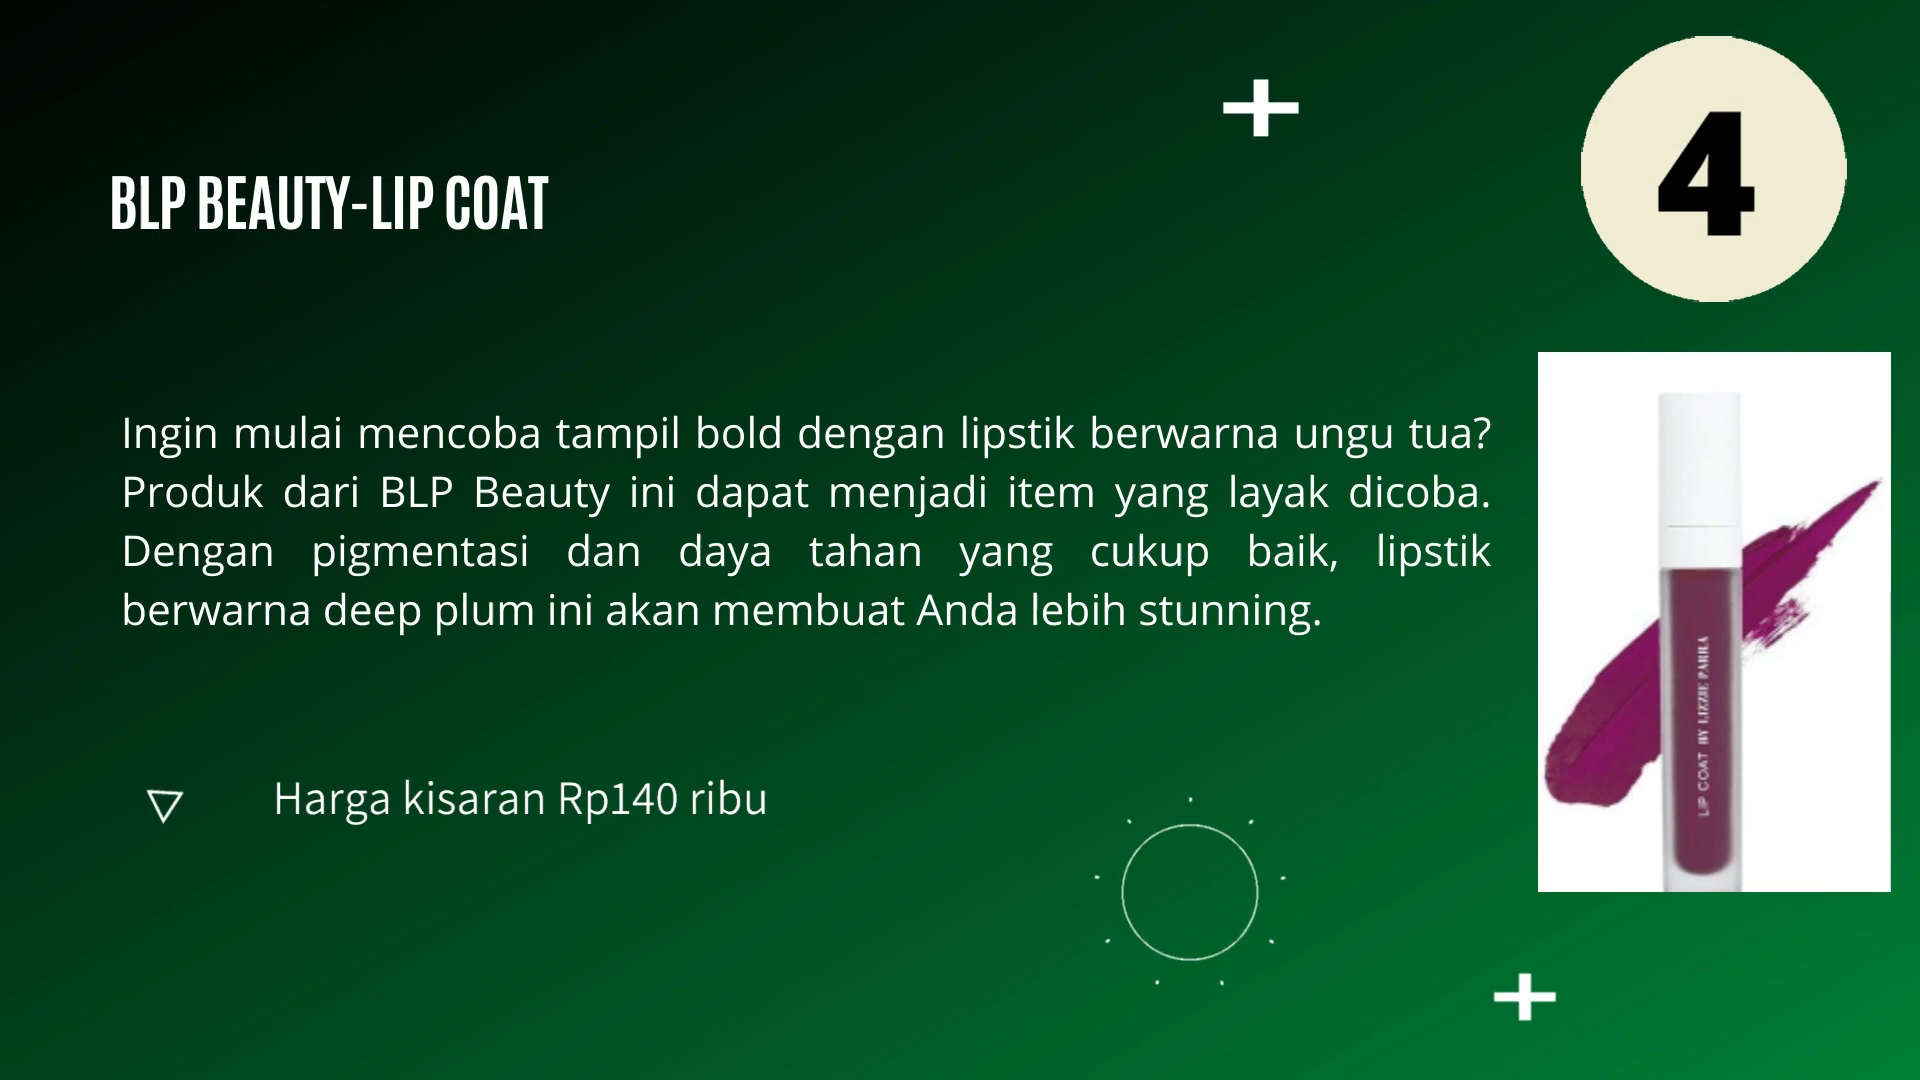 4
BLP BEAUTY-LIP COAT
Ingin mulai mencoba tampil bold dengan lipstik berwarna ungu tua?
Produk dari BLP Beauty ini dapat menjadi item yang layak dicoba.
Dengan pigmentasi dan daya tahan yang cukup baik, lipstik
berwarna deep plum ini akan membuat Anda lebih stunning.
Harga kisaran Rp140 ribu
LIP COAT BY LIZZIE PARRA